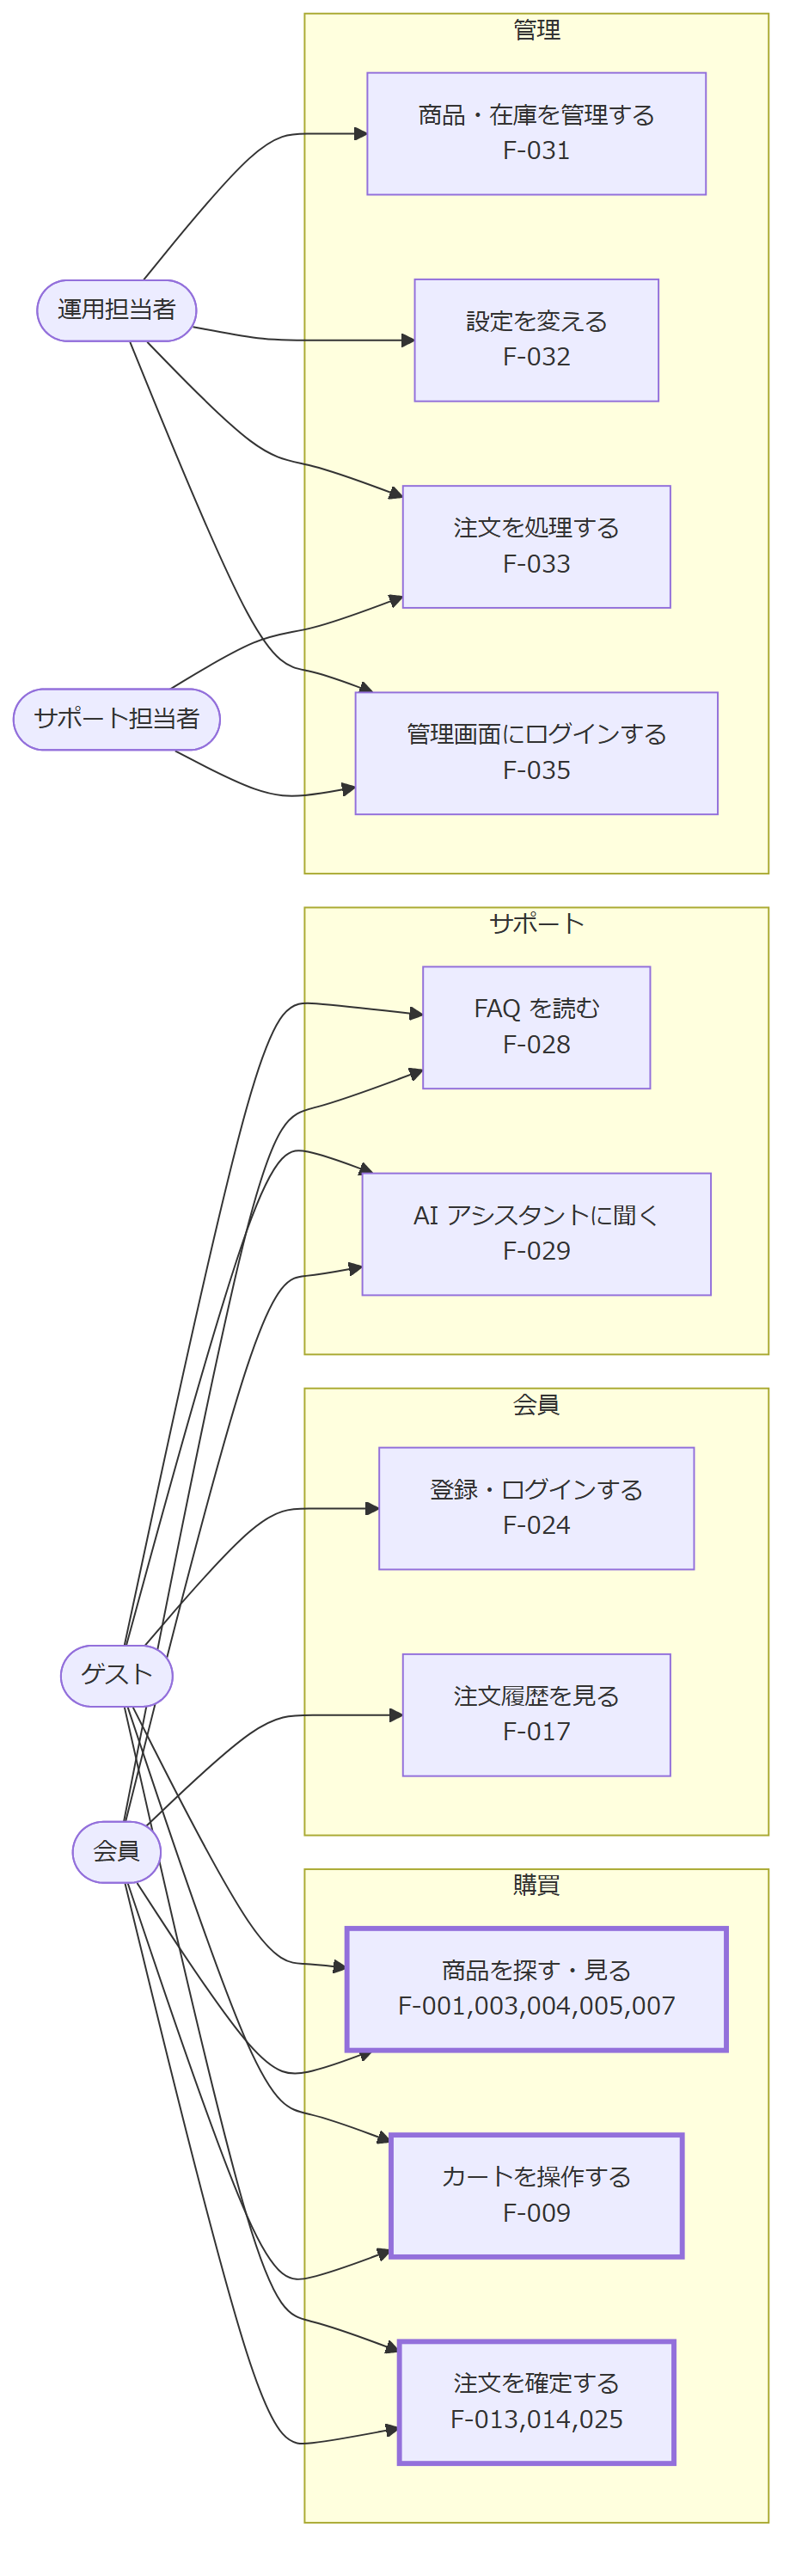 管理
商品・在庫を管理する
F-031
運用担当者
設定を変える
F-032
注文を処理する
F-033
サポート担当者
管理画面にログインする
F-035
サポート
FAQ を読む
F-028
AI アシスタントに聞く
F-029
会員
登録・ログインする
F-024
ゲスト
注文履歴を見る
F-017
会員
購買
商品を探す・見る
F-001,003,004,005,007
カートを操作する
F-009
注文を確定する
F-013,014,025